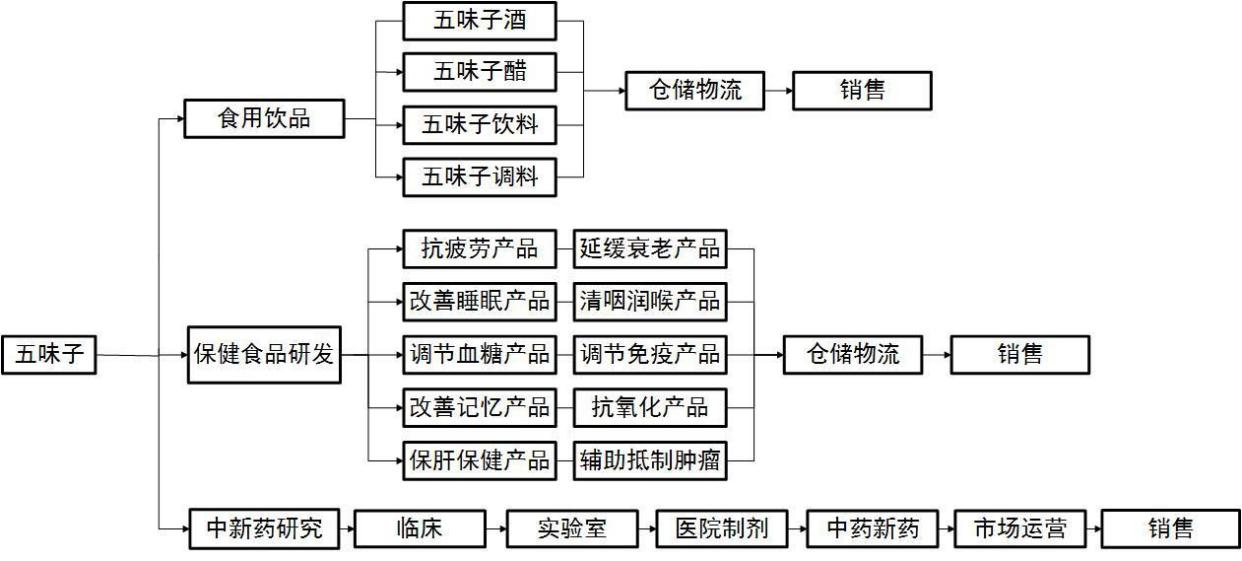 五味子
食用饮品
五味子酒
五味子醋
五味子饮料
五味子调料
仓储物流
销售
保健食品研发
抗疲劳产品
延缓衰老产品
改善睡眠产品
清咽润喉产品
调节血糖产品
调节免疫产品
改善记忆产品
抗氧化产品
保肝保健产品
辅助抵制肿瘤
仓储物流
销售
中新药研究
临床
实验室
医院制剂
中药新药
市场运营
销售